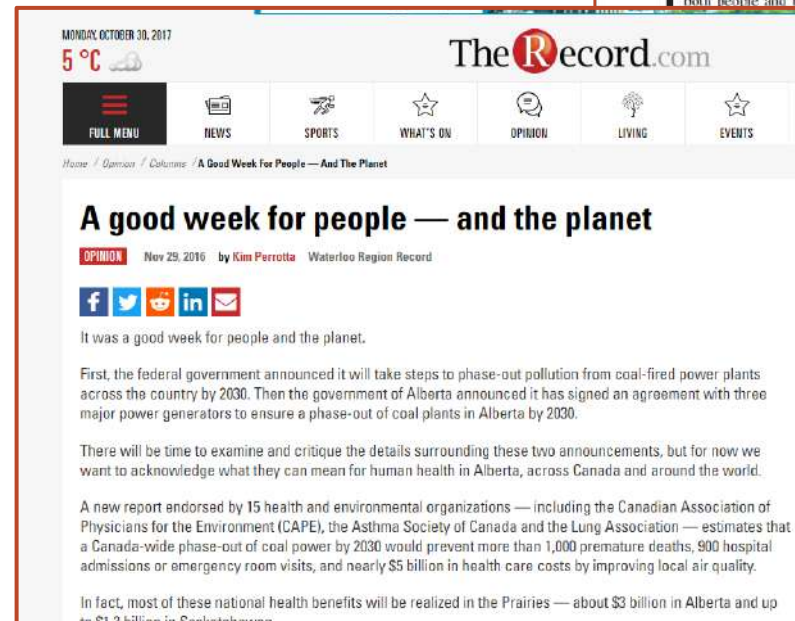 both people and
MONDAY, OCTOBER 30, 2017
5 °C
TheRecord.com
FULL MENU
NEWS
SPORTS
WHAT'S ON
OPINION
LIVING
EVENTS
Home / Opinion / Columns / A Good Week For People — And The Planet
A good week for people — and the planet
OPINION Nov 29, 2016 by Kim Perrotta Waterloo Region Record
It was a good week for people and the planet.
First, the federal government announced it will take steps to phase-out pollution from coal-fired power plants
across the country by 2030. Then the government of Alberta announced it has signed an agreement with three
major power generators to ensure a phase-out of coal plants in Alberta by 2030.
There will be time to examine and critique the details surrounding these two announcements, but for now we
want to acknowledge what they can mean for human health in Alberta, across Canada and around the world.
A new report endorsed by 15 health and environmental organizations — including the Canadian Association of
Physicians for the Environment (CAPE), the Asthma Society of Canada and the Lung Association — estimates that
a Canada-wide phase-out of coal power by 2030 would prevent more than 1,000 premature deaths, 900 hospital
admissions or emergency room visits, and nearly $5 billion in health care costs by improving local air quality.
In fact, most of these national health benefits will be realized in the Prairies — about $3 billion in Alberta and up
to $1.3 billion in Saskatchewan